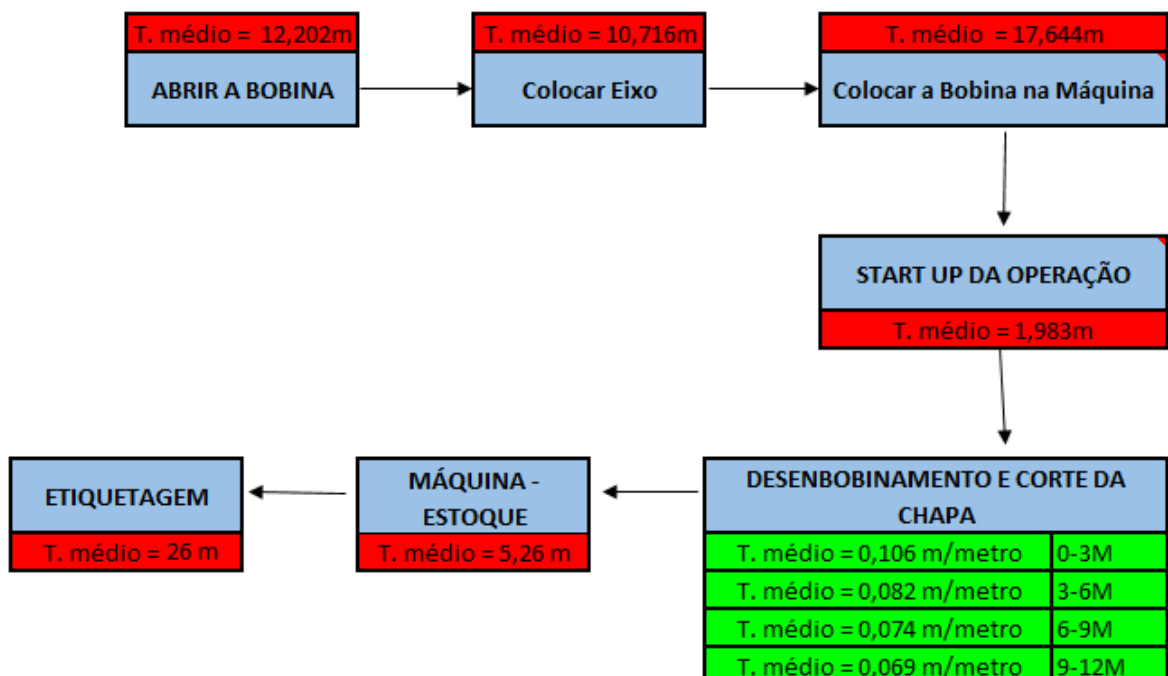 T. médio = 12,202m
ABRIR A BOBINA
T. médio = 10,716m
Colocar Eixo
T. médio = 17,644m
Colocar a Bobina na Máquina
START UP DA OPERAÇÃO
T. médio = 1,983m
DESENBOBINAMENTO E CORTE DA
CHAPA
T. médio = 0,106 m/metro 0-3M
T. médio = 0,082 m/metro 3-6M
T. médio = 0,074 m/metro 6-9M
T. médio = 0,069 m/metro 9-12M
MÁQUINA -
ESTOQUE
T. médio = 5,26 m
ETIQUETAGEM
T. médio = 26 m